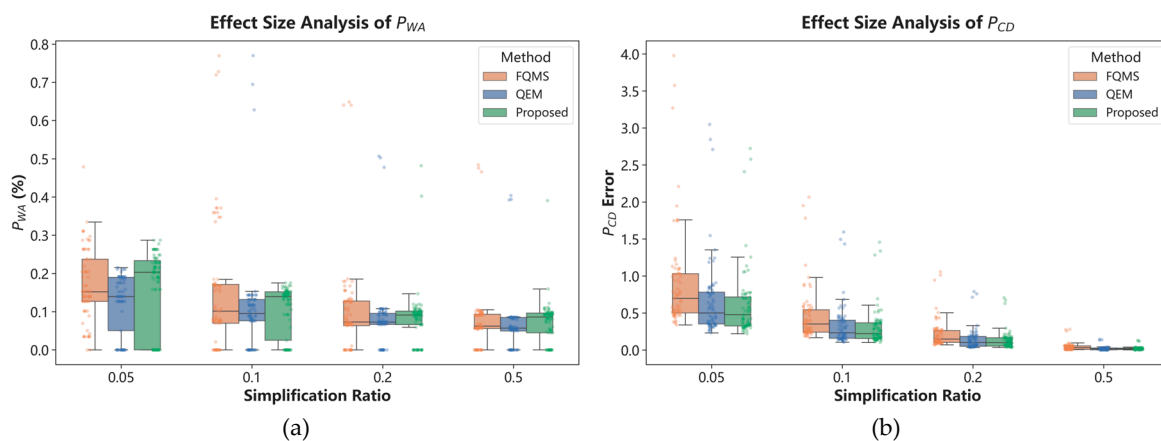 Effect Size Analysis of P_WA
0.8
0.7
0.6
0.5
0.4
0.3
0.2
0.1
0.0
P_WA (%)
Method
FQMS
QEM
Proposed
0.05
0.1
0.2
0.5
Simplification Ratio
(a)
Effect Size Analysis of P_CD
4.0
3.5
3.0
2.5
2.0
1.5
1.0
0.5
0.0
P_CD Error
Method
FQMS
QEM
Proposed
0.05
0.1
0.2
0.5
Simplification Ratio
(b)